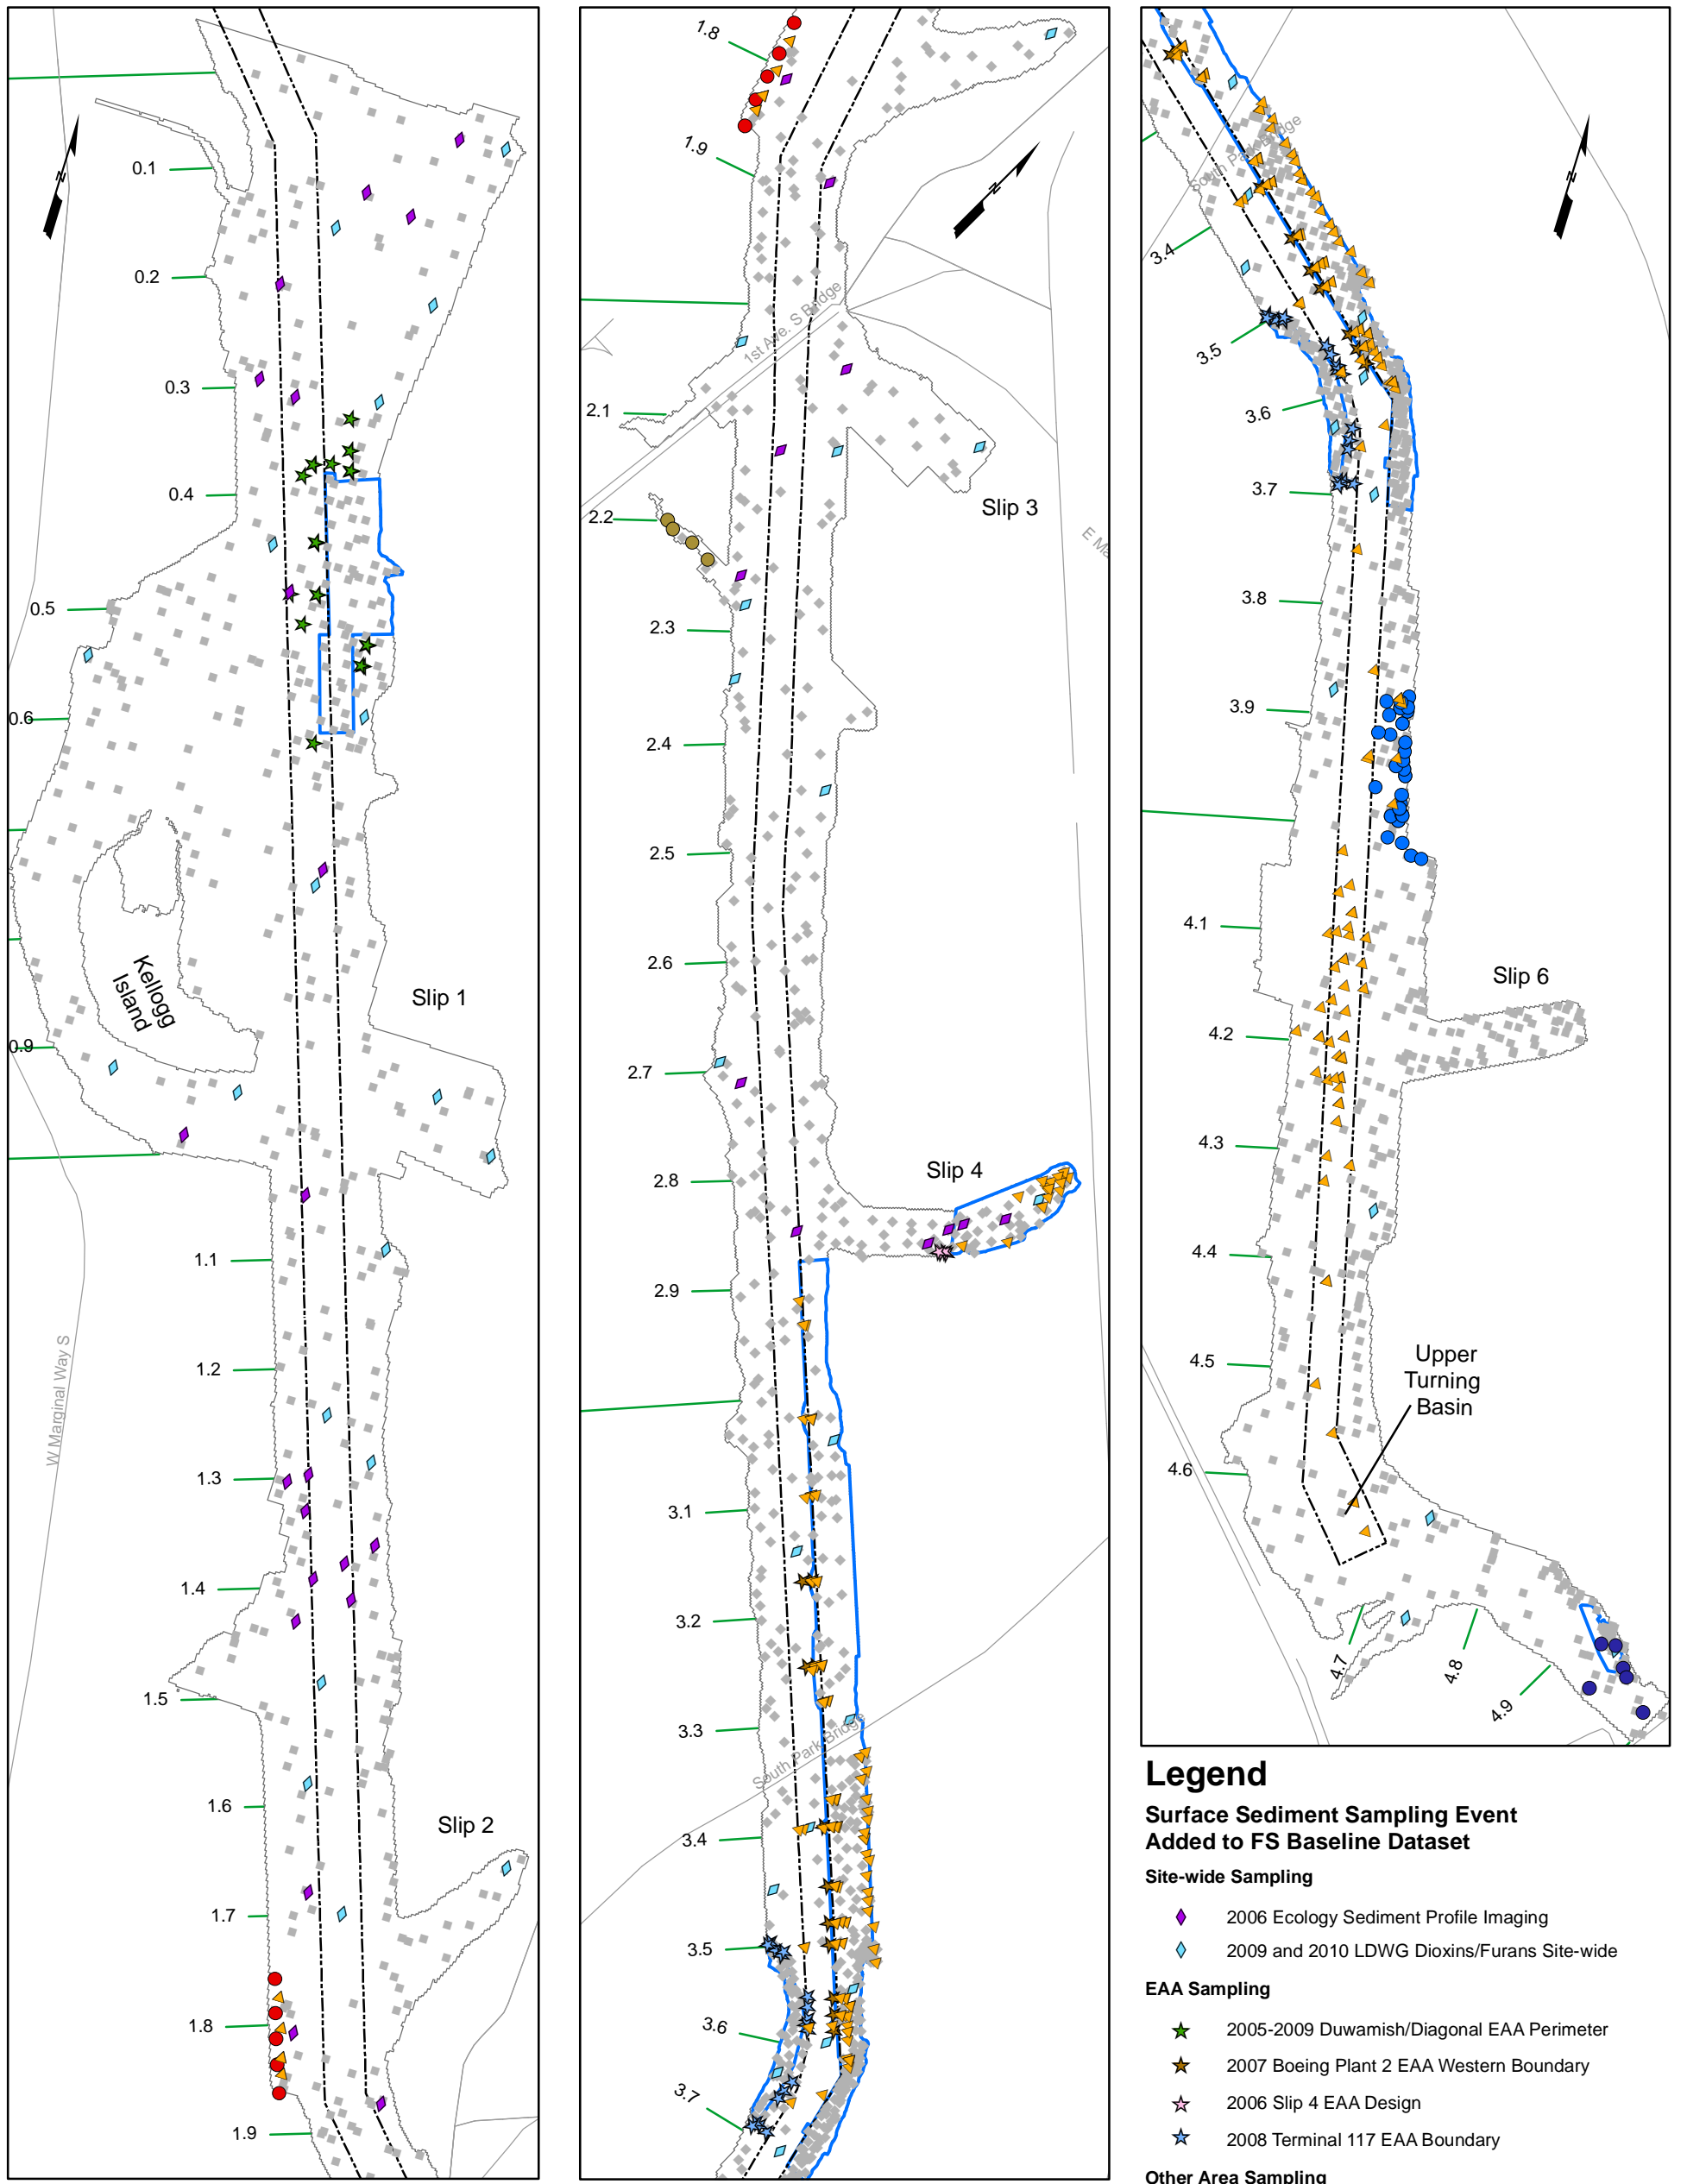 0.1
0.2
0.3
0.4
0.5
0.6
0.9
1.1
1.2
1.3
1.4
1.5
1.6
1.7
1.8
1.9
N
Kellogg
Island
Slip 1
Slip 2
W Marginal Way S
1.8
1.9
2.1
2.2
2.3
2.4
2.5
2.6
2.7
2.8
2.9
3.1
3.2
3.3
3.4
3.5
3.6
3.7
N
1st Ave. S Bridge
Slip 3
E Ma
Slip 4
South Park Bridge
South Park Bridge
N
3.4
3.5
3.6
3.7
3.8
3.9
4.1
4.2
4.3
4.4
4.5
4.6
4.7
4.8
4.9
Slip 6
Upper
Turning
Basin
Legend
Surface Sediment Sampling Event
Added to FS Baseline Dataset
Site-wide Sampling
2006 Ecology Sediment Profile Imaging
2009 and 2010 LDWG Dioxins/Furans Site-wide
EAA Sampling
2005-2009 Duwamish/Diagonal EAA Perimeter
2007 Boeing Plant 2 EAA Western Boundary
2006 Slip 4 EAA Design
2008 Terminal 117 EAA Boundary
Other Area Sampling